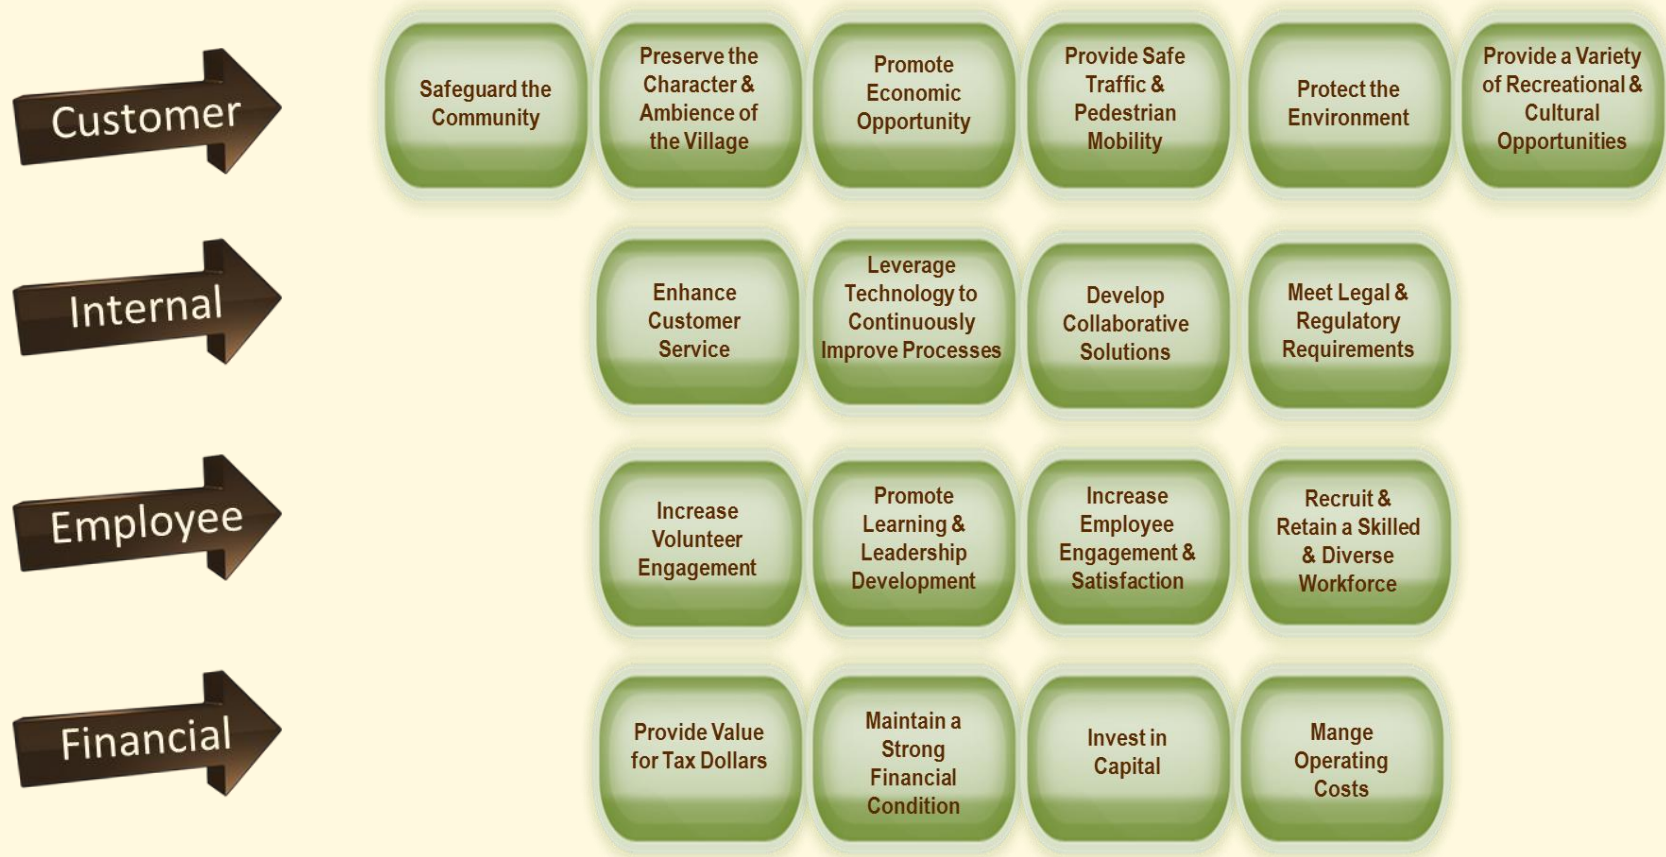 Customer
Safeguard the
Community
Preserve the
Character &
Ambience of
the Village
Promote
Economic
Opportunity
Provide Safe
Traffic &
Pedestrian
Mobility
Protect the
Environment
Provide a Variety
of Recreational &
Cultural
Opportunities
Internal
Enhance
Customer
Service
Leverage
Technology to
Continuously
Improve Processes
Develop
Collaborative
Solutions
Meet Legal &
Regulatory
Requirements
Employee
Increase
Volunteer
Engagement
Promote
Learning &
Leadership
Development
Increase
Employee
Engagement &
Satisfaction
Recruit &
Retain a Skilled
& Diverse
Workforce
Financial
Provide Value
for Tax Dollars
Maintain a
Strong
Financial
Condition
Invest in
Capital
Mange
Operating
Costs